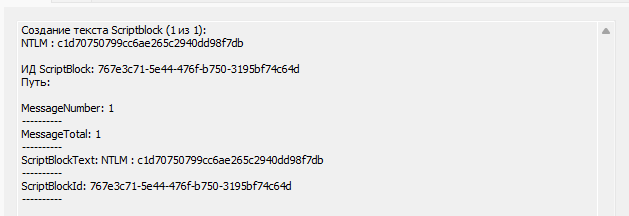 Создание текста Scriptblock (1 из 1):
NTLM : c1d70750799cc6ae265c2940dd98f7db
ИД ScriptBlock: 767e3c71-5e44-476f-b750-3195bf74c64d
Путь:
MessageNumber: 1
----------
MessageTotal: 1
----------
ScriptBlockText: NTLM : c1d70750799cc6ae265c2940dd98f7db
----------
ScriptBlockId: 767e3c71-5e44-476f-b750-3195bf74c64d
----------